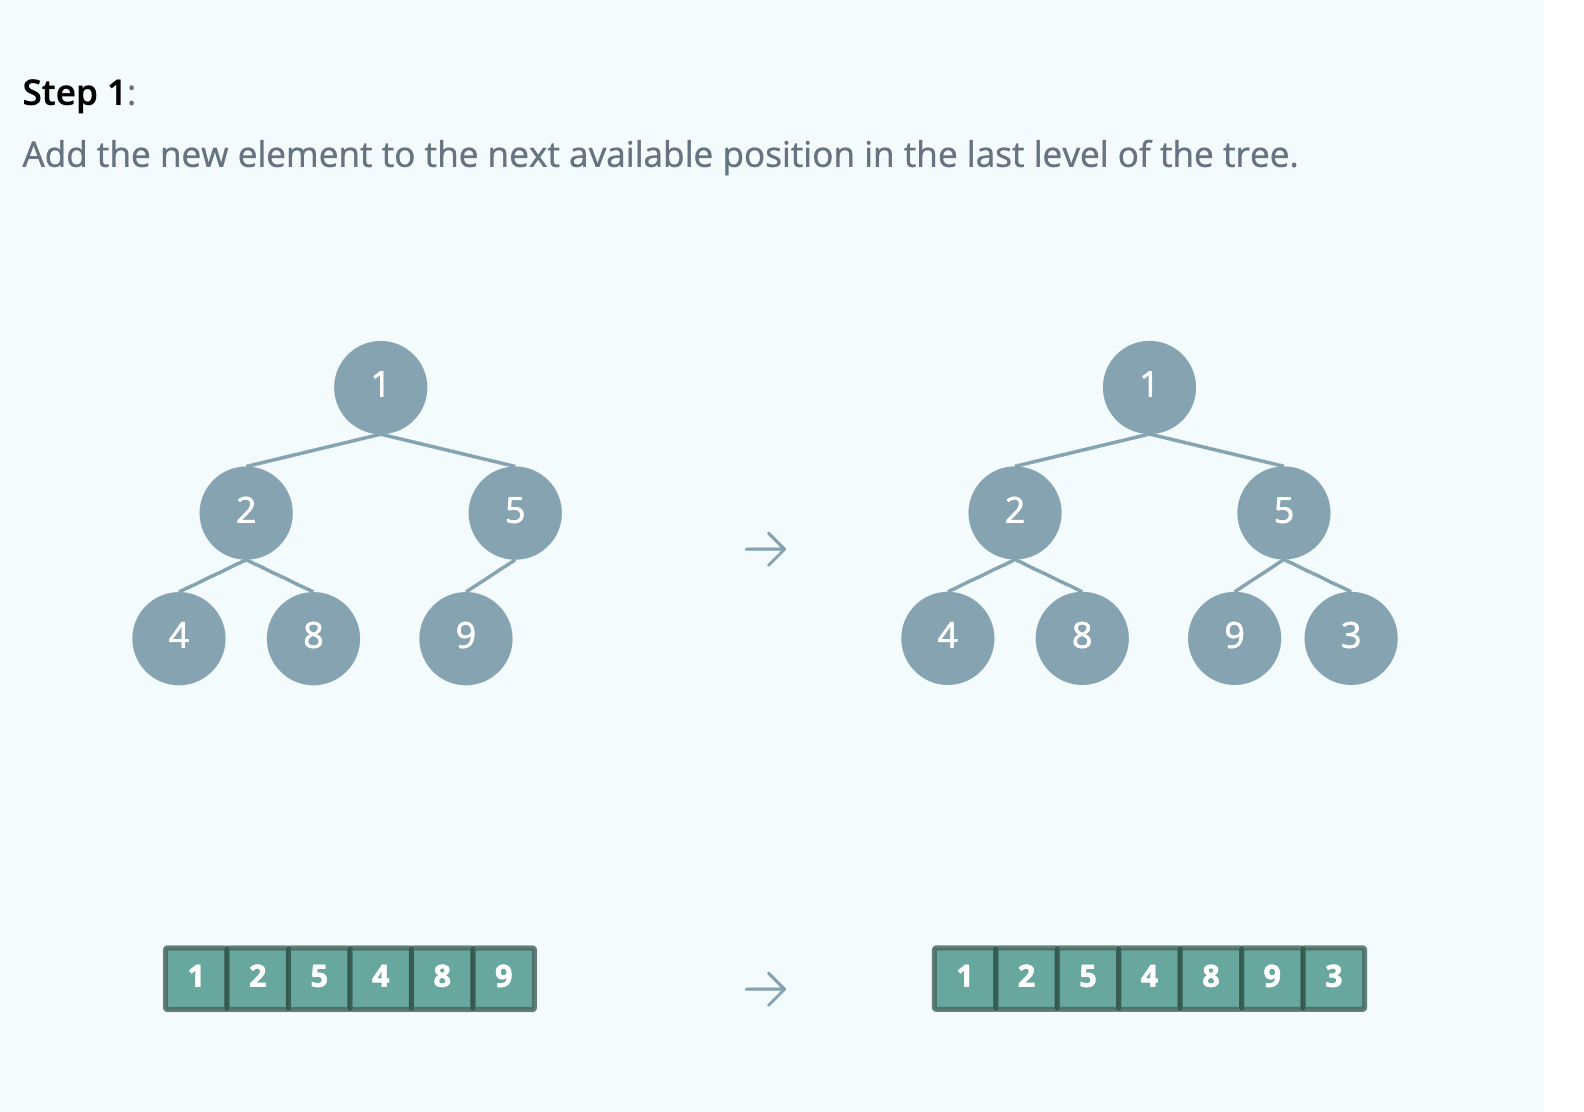 Step 1:
Add the new element to the next available position in the last level of the tree.
1 1
2 5 2 5
→
4 8 9 4 8 9 3
1 2 5 4 8 9 → 1 2 5 4 8 9 3